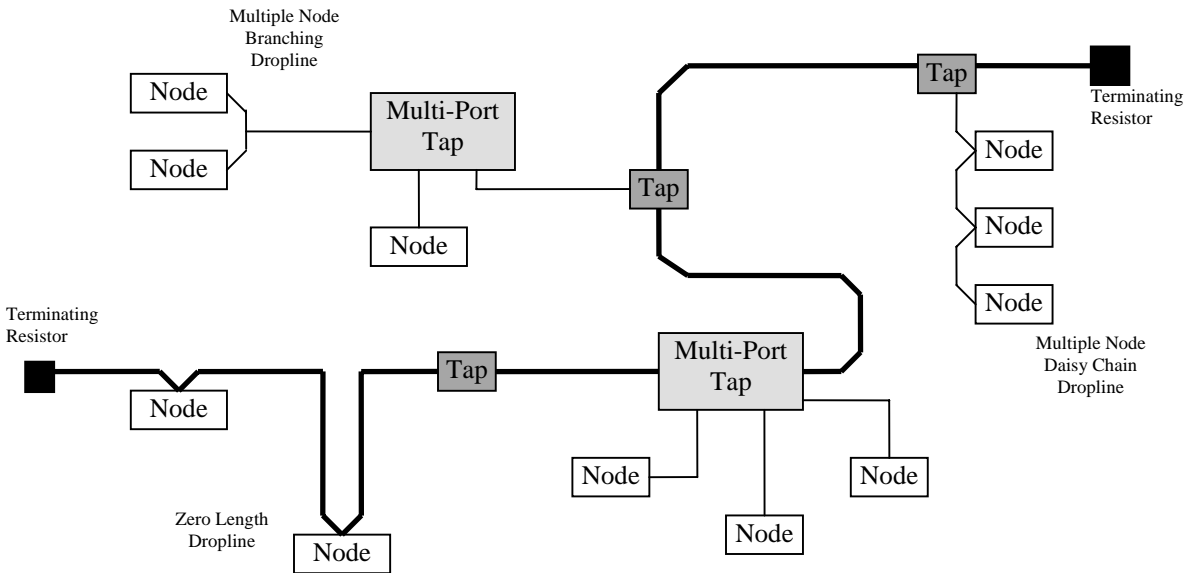 Multiple Node
Branching
Dropline
Node
Node
Multi-Port
Tap
Node
Tap
Tap
Terminating
Resistor
Node
Node
Node
Multiple Node
Daisy Chain
Dropline
Terminating
Resistor
Node
Zero Length
Dropline
Node
Tap
Multi-Port
Tap
Node
Node
Node